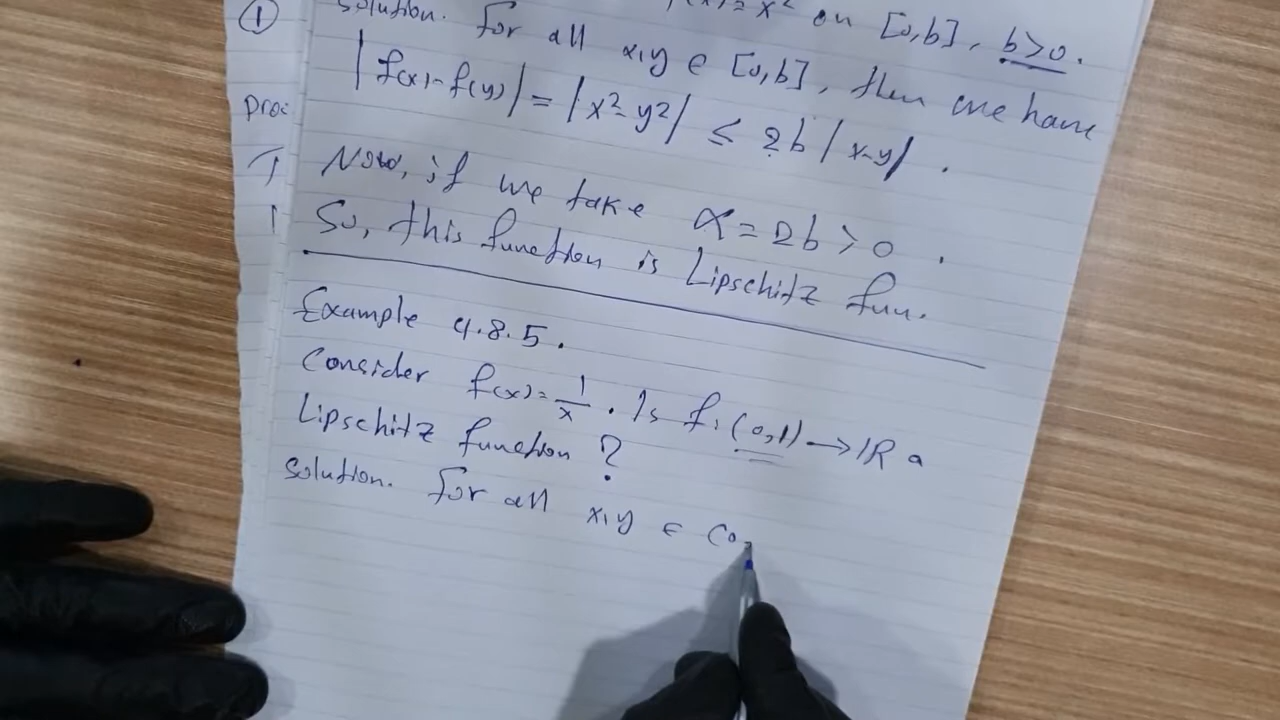 ① solution. for all x,y ∈ [0,b], then we have
f(x)=x² on [0,b], b>0.
|f(x)-f(y)| = |x²-y²| ≤ 2b |x-y|.
Proo
Now, if we take α=2b>0.
So, this function is Lipschitz fun.
Example 4.8.5.
Consider f(x)=1/x. Is f:(0,1)→IR a
Lipschitz function?
solution. for all x,y ∈ (0,